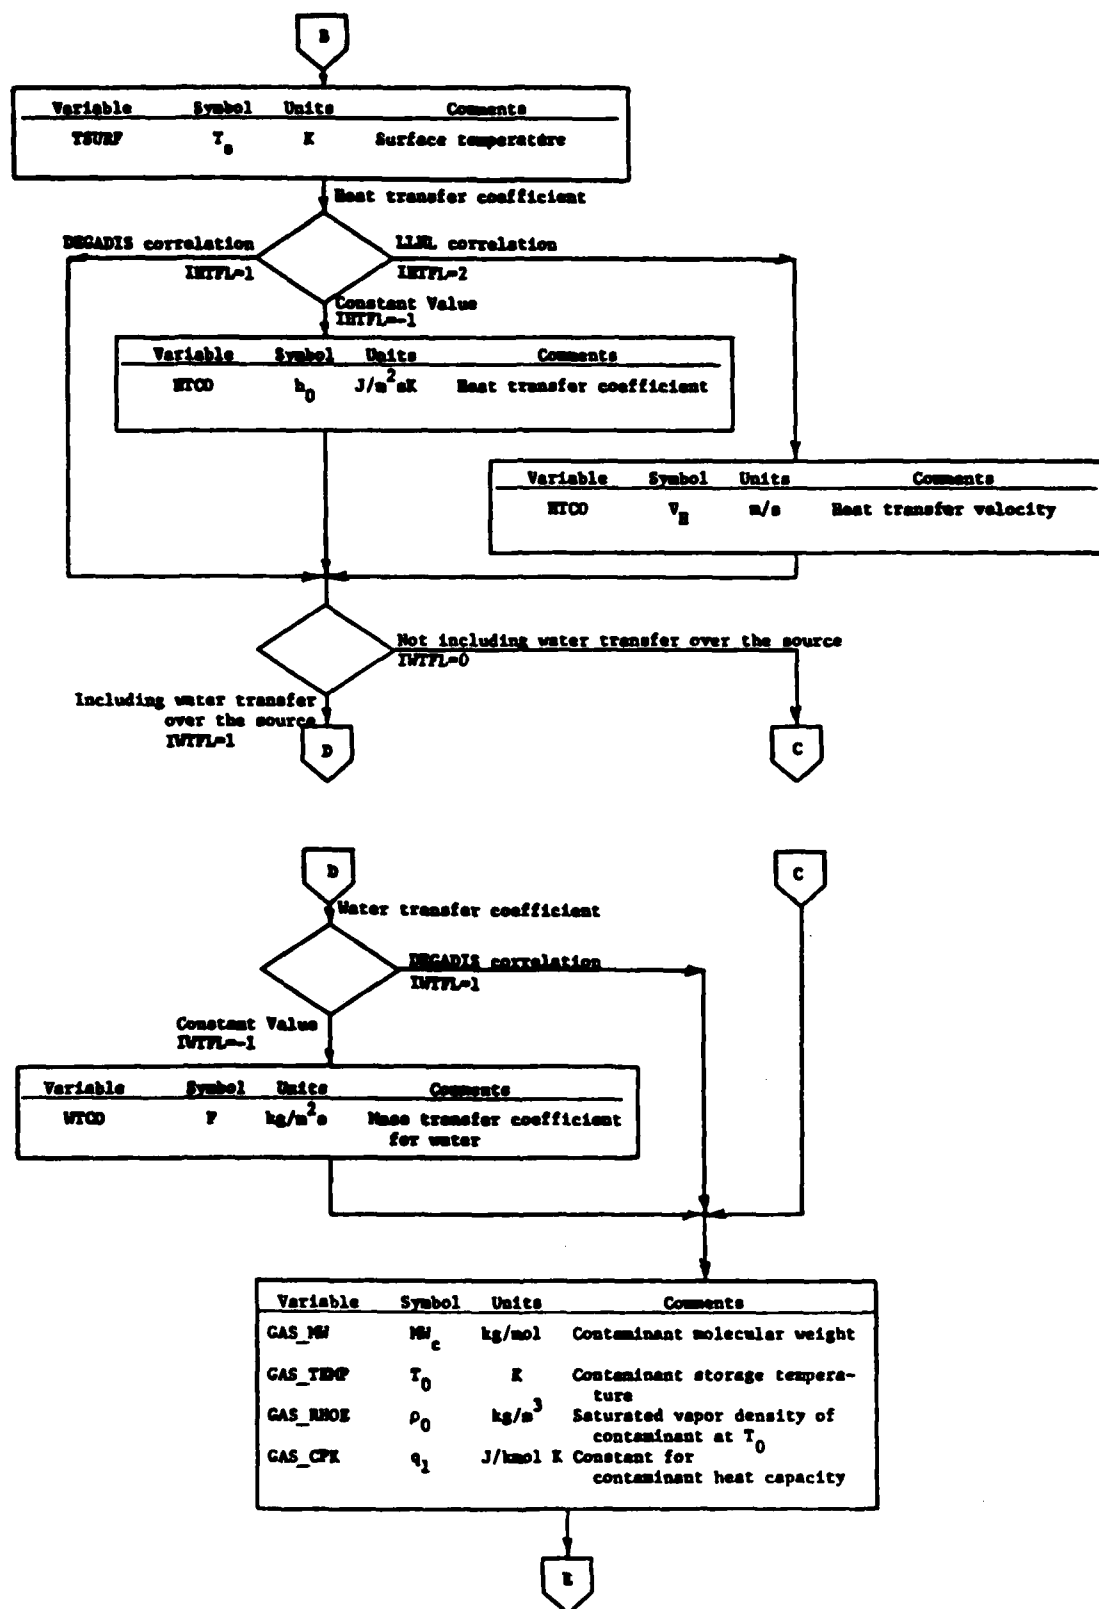 B
Variable Symbol Units Comments
TSURF T_s K Surface temperature
Heat transfer coefficient
DEGADIS correlation
IHTFL=1
LLNL correlation
IHTFL=2
Constant Value
IHTFL=-1
Variable Symbol Units Comments
HTCO h_0 J/m^2sK Heat transfer coefficient
Variable Symbol Units Comments
HTCO V_H m/s Heat transfer velocity
Not including water transfer over the source
IWTFL=0
Including water transfer
over the source
IWTFL=1
D
C
D
C
Water transfer coefficient
DEGADIS correlation
IWTFL=1
Constant Value
IWTFL=-1
Variable Symbol Units Comments
WTCO F kg/m^2s Mass transfer coefficient
for water
Variable Symbol Units Comments
GAS_MW MW_c kg/mol Contaminant molecular weight
GAS_TEMP T_0 K Contaminant storage tempera-
ture
GAS_RHOE ρ_0 kg/m^3 Saturated vapor density of
contaminant at T_0
GAS_CPK q_1 J/kmol K Constant for
contaminant heat capacity
E